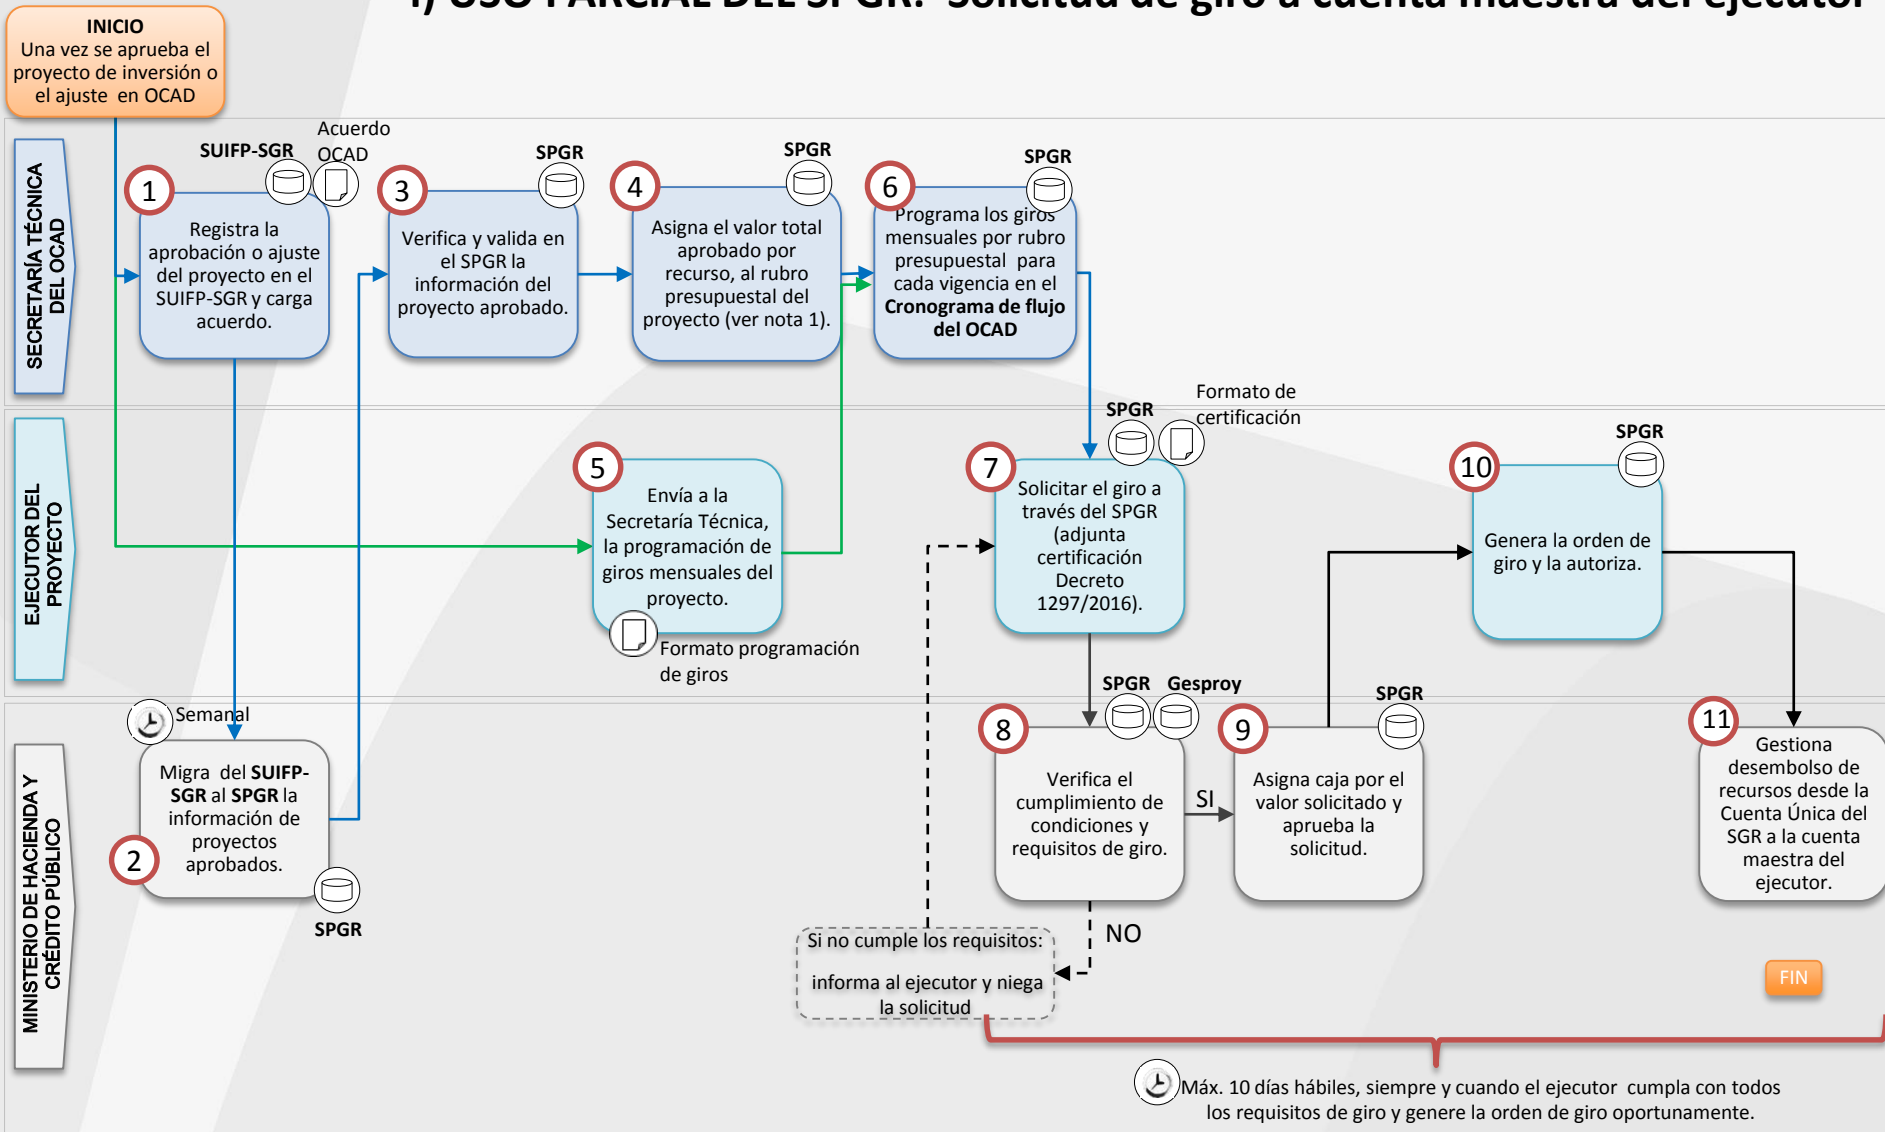 i) USO PARCIAL DEL SPGR: Solicitud de giro a cuenta maestra del ejecutor
INICIO
Una vez se aprueba el
proyecto de inversión o
el ajuste en OCAD
SECRETARÍA TÉCNICA
DEL OCAD
1
SUIFP-SGR
Acuerdo
OCAD
Registra la
aprobación o ajuste
del proyecto en el
SUIFP-SGR y carga
acuerdo.
3
SPGR
Verifica y valida en
el SPGR la
información del
proyecto aprobado.
4
SPGR
Asigna el valor total
aprobado por
recurso, al rubro
presupuestal del
proyecto (ver nota 1).
6
SPGR
Programa los giros
mensuales por rubro
presupuestal para
cada vigencia en el
Cronograma de flujo
del OCAD
EJECUTOR DEL
PROYECTO
5
Envía a la
Secretaría Técnica,
la programación de
giros mensuales del
proyecto.
Formato programación
de giros
7
SPGR
Formato de
certificación
Solicitar el giro a
través del SPGR
(adjunta
certificación
Decreto
1297/2016).
10
SPGR
Genera la orden de
giro y la autoriza.
MINISTERIO DE HACIENDA Y
CRÉDITO PÚBLICO
Semanal
2
Migra del SUIFP-
SGR al SPGR la
información de
proyectos
aprobados.
SPGR
8
SPGR
Gesproy
Verifica el
cumplimiento de
condiciones y
requisitos de giro.
SI
NO
Si no cumple los requisitos:
informa al ejecutor y niega
la solicitud
9
SPGR
Asigna caja por el
valor solicitado y
aprueba la
solicitud.
11
Gestiona
desembolso de
recursos desde la
Cuenta Única del
SGR a la cuenta
maestra del
ejecutor.
FIN
Máx. 10 días hábiles, siempre y cuando el ejecutor cumpla con todos
los requisitos de giro y genere la orden de giro oportunamente.